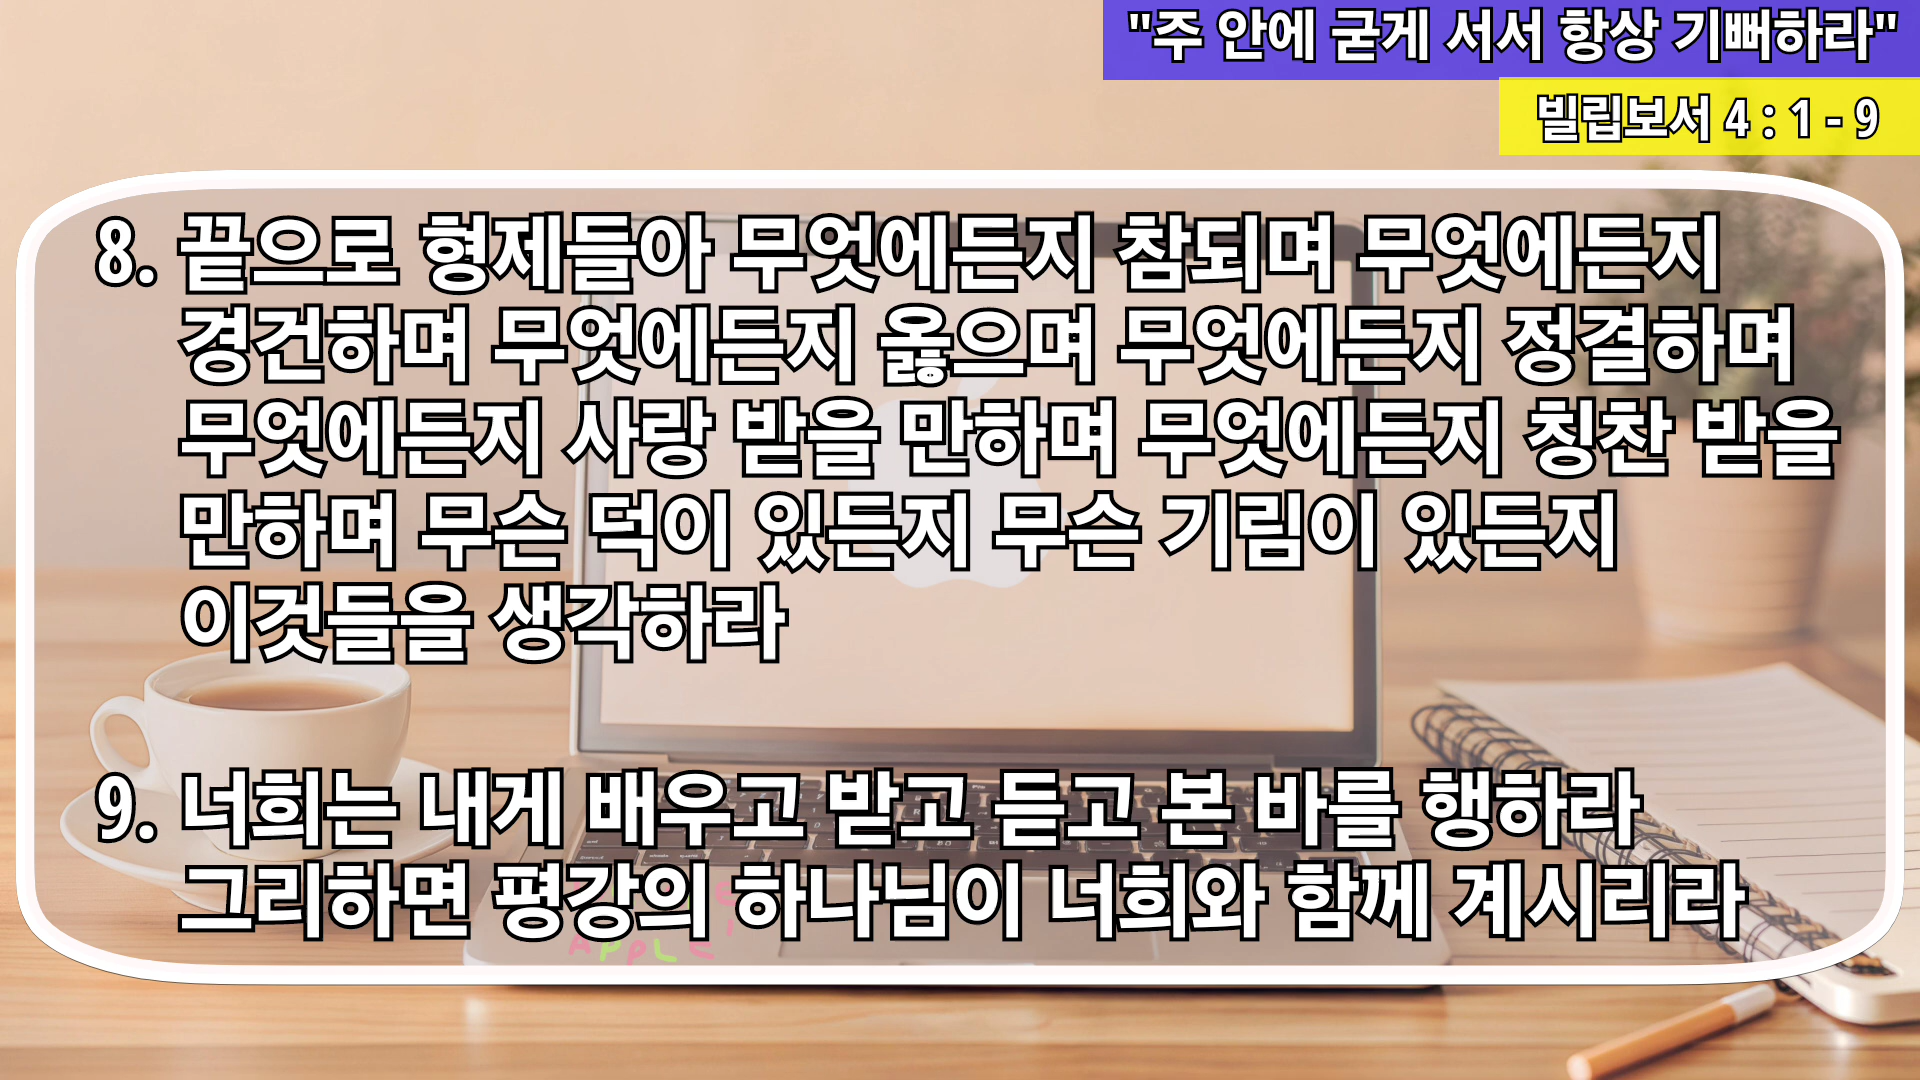 "주 안에 굳게 서서 항상 기뻐하라"
빌립보서 4 : 1 - 9
8. 끝으로 형제들아 무엇에든지 참되며 무엇에든지
경건하며 무엇에든지 옳으며 무엇에든지 정결하며
무엇에든지 사랑 받을 만하며 무엇에든지 칭찬 받을
만하며 무슨 덕이 있든지 무슨 기림이 있든지
이것들을 생각하라
9. 너희는 내게 배우고 받고 듣고 본 바를 행하라
그리하면 평강의 하나님이 너희와 함께 계시리라
APPLE